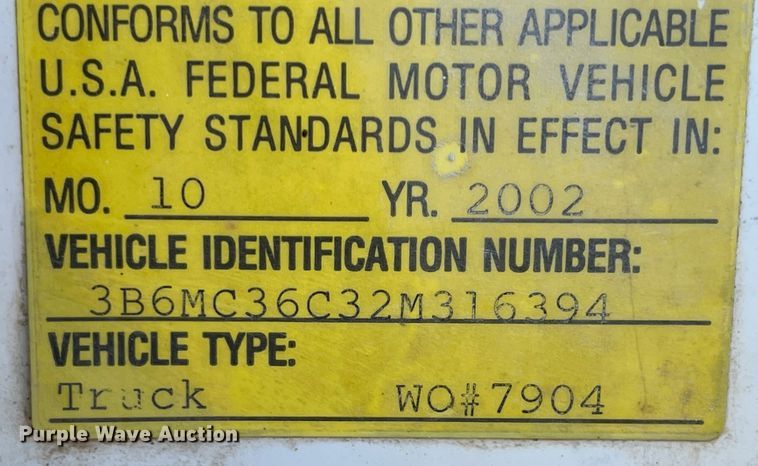 CONFORMS TO ALL OTHER APPLICABLE
U.S.A. FEDERAL MOTOR VEHICLE
SAFETY STANDARDS IN EFFECT IN:
MO. 10 YR. 2002
VEHICLE IDENTIFICATION NUMBER:
3B6MC36C32M316394
VEHICLE TYPE:
Truck WO#7904
Purple Wave Auction